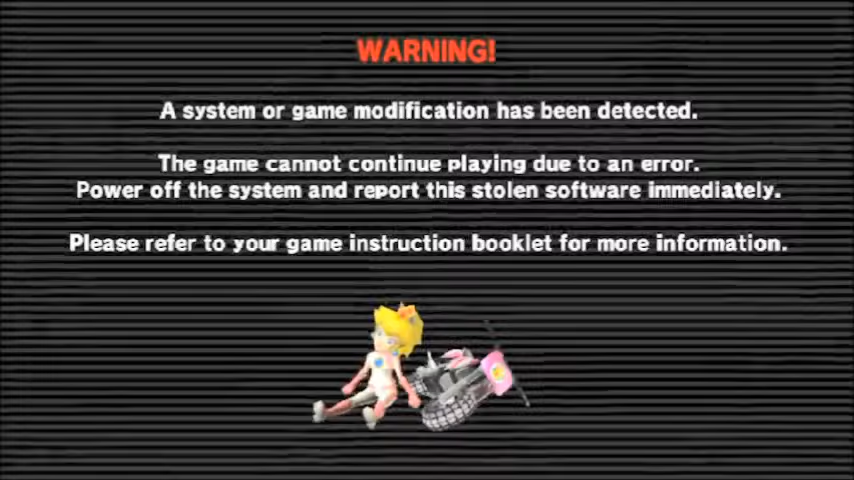 WARNING!
A system or game modification has been detected.
The game cannot continue playing due to an error.
Power off the system and report this stolen software immediately.
Please refer to your game instruction booklet for more information.